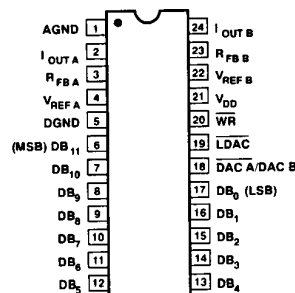 AGND 1 24 I OUT B
I OUT A 2 23 R FB B
R FB A 3 22 V REF B
V REF A 4 21 V DD
DGND 5 20 WR
(MSB) DB11 6 19 LDAC
DB10 7 18 DAC A/DAC B
DB9 8 17 DB0 (LSB)
DB8 9 16 DB1
DB7 10 15 DB2
DB6 11 14 DB3
DB5 12 13 DB4